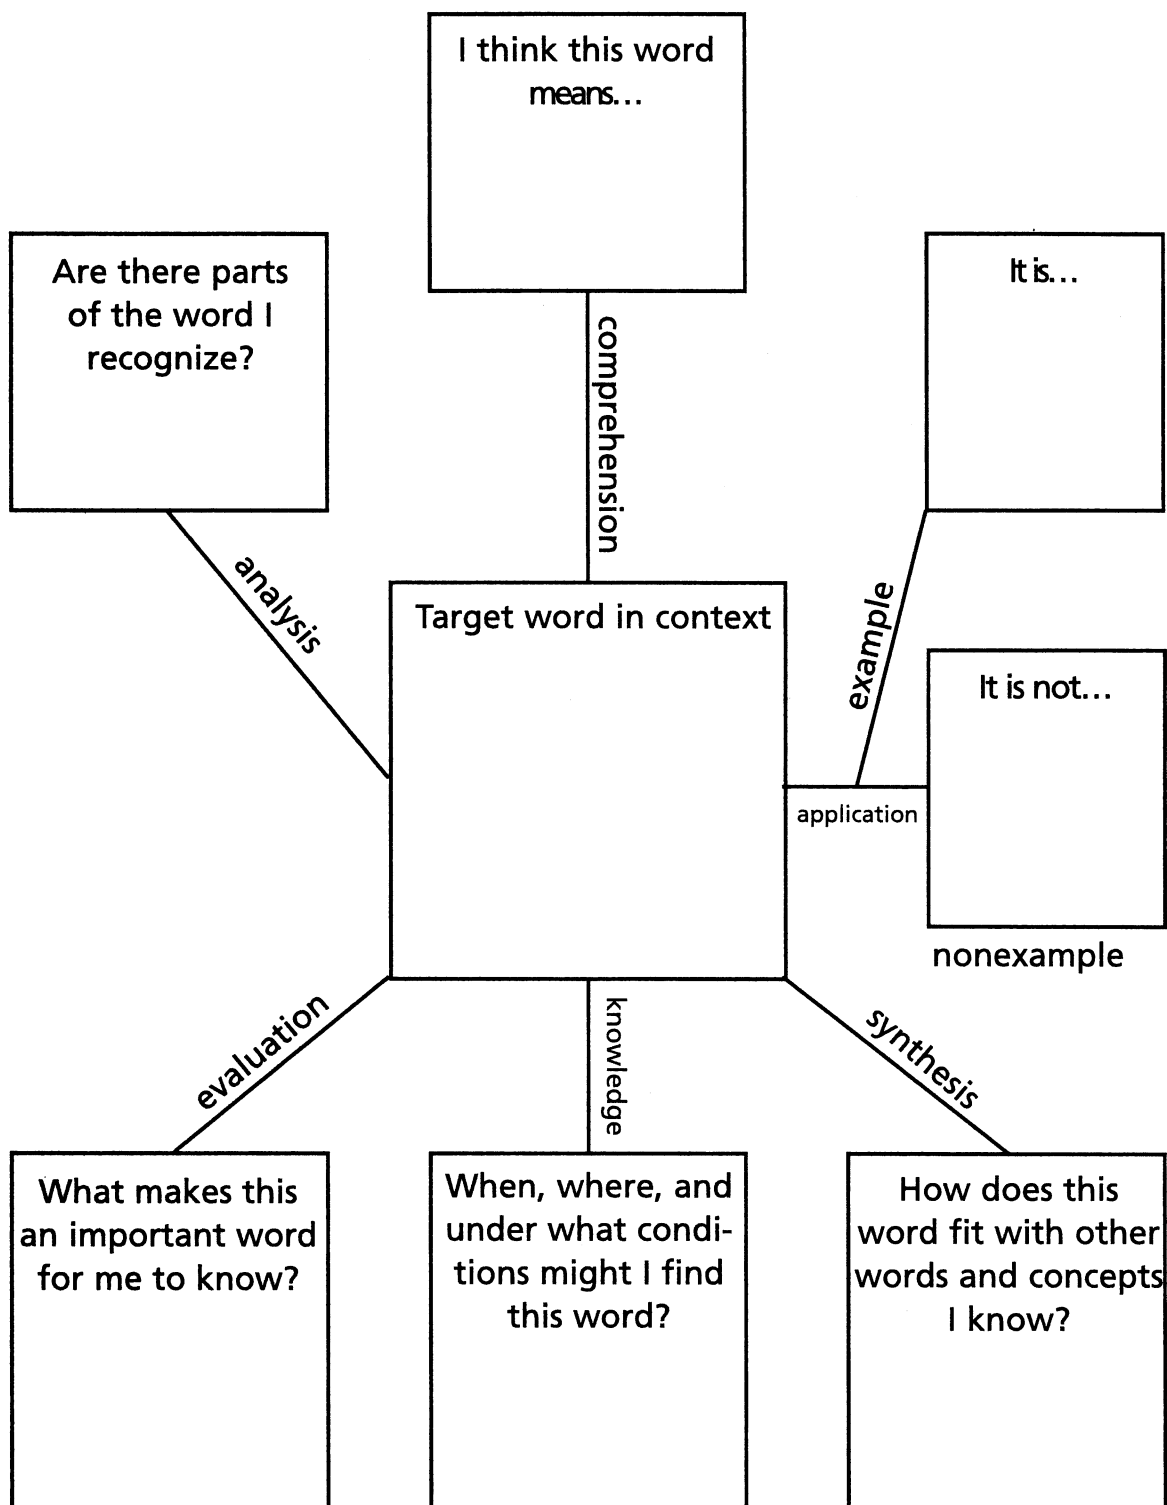 I think this word
means...
Are there parts
of the word I
recognize?
It is...
comprehension
analysis
Target word in context
example
It is not...
application
nonexample
evaluation
knowledge
synthesis
What makes this
an important word
for me to know?
When, where, and
under what condi-
tions might I find
this word?
How does this
word fit with other
words and concepts
I know?